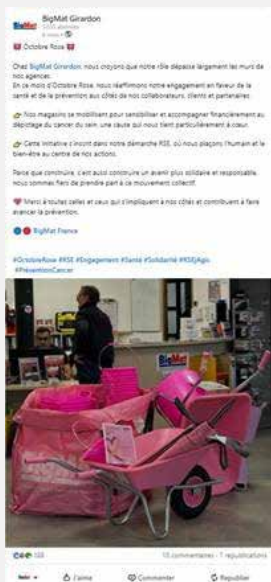 BigMat Girardon
Octobre Rose
Chez BigMat Girardon, nous croyons que notre rôle dépasse largement les murs de
nos agences.
En ce mois d'Octobre Rose, nous réaffirmons notre engagement en faveur de la
santé et de la prévention aux côtés de nos collaborateurs, clients et partenaires.
Nos magasins se mobilisent pour sensibiliser et accompagner financièrement au
dépistage du cancer du sein, une cause qui nous tient particulièrement à cœur.
Cette initiative s'inscrit dans notre démarche RSE, où nous plaçons l'humain et le
bien-être au centre de nos actions.
Parce que construire, c'est aussi construire un avenir plus solidaire et responsable,
nous sommes fiers de prendre part à ce mouvement collectif.
Merci à toutes celles et ceux qui s'impliquent à nos côtés et contribuent à faire
avancer la prévention.
BigMat France
#OctobreRose #RSE #Engagement #Santé #Solidarité #RSEJAgis
#PréventionCancer
BigMat
10 commentaires · 1 republications
J'aime
Commenter
Republier